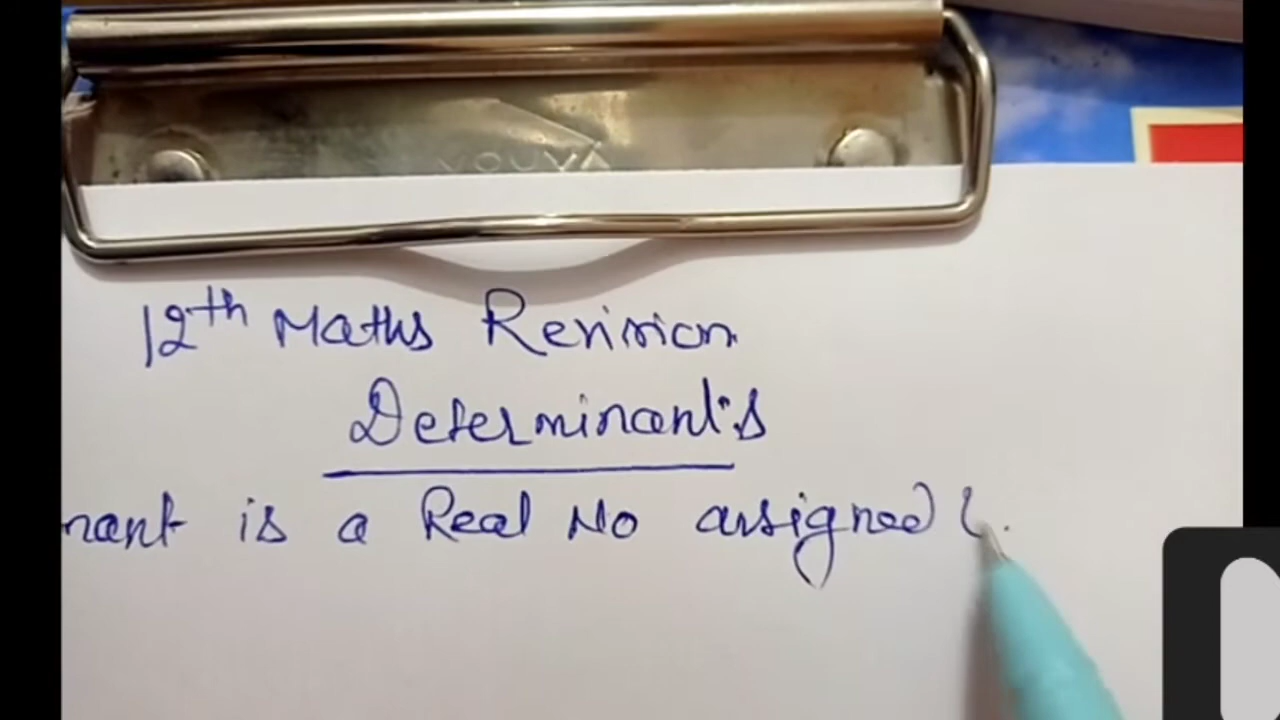 12th Maths Revision
Determinant's
nant is a Real No assigned